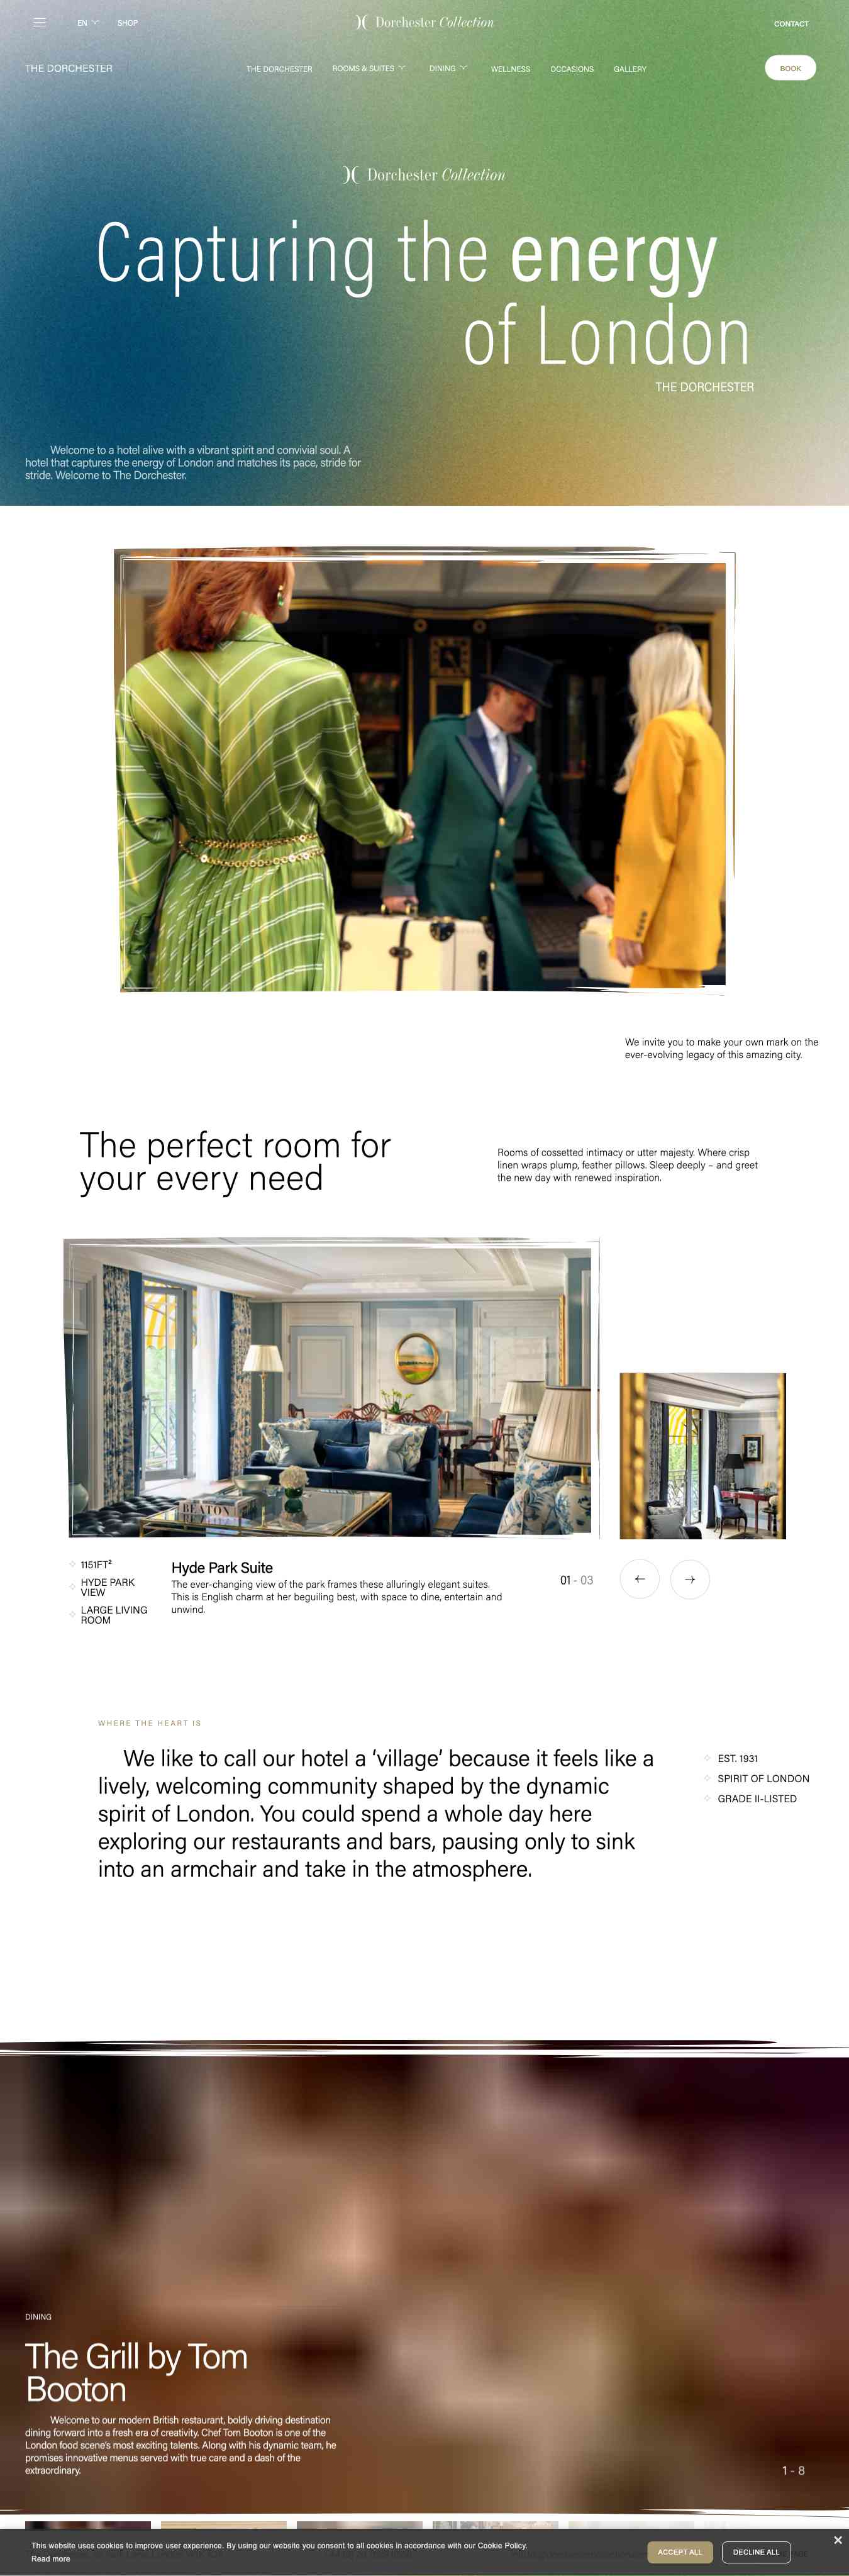 EN
SHOP
Dorchester Collection
CONTACT
THE DORCHESTER
THE DORCHESTER
ROOMS & SUITES
DINING
WELLNESS
OCCASIONS
GALLERY
BOOK
Dorchester Collection
Capturing the energy
of London
THE DORCHESTER
Welcome to a hotel alive with a vibrant spirit and convivial soul. A
hotel that captures the energy of London and matches its pace, stride for
stride. Welcome to The Dorchester.
We invite you to make your own mark on the
ever-evolving legacy of this amazing city.
The perfect room for
your every need
Rooms of cossetted intimacy or utter majesty. Where crisp
linen wraps plump, feather pillows. Sleep deeply – and greet
the new day with renewed inspiration.
BEATON
1151FT²
HYDE PARK
VIEW
LARGE LIVING
ROOM
Hyde Park Suite
The ever-changing view of the park frames these alluringly elegant suites.
This is English charm at her beguiling best, with space to dine, entertain and
unwind.
01 - 03
WHERE THE HEART IS
We like to call our hotel a ‘village’ because it feels like a
lively, welcoming community shaped by the dynamic
spirit of London. You could spend a whole day here
exploring our restaurants and bars, pausing only to sink
into an armchair and take in the atmosphere.
EST. 1931
SPIRIT OF LONDON
GRADE II-LISTED
DINING
The Grill by Tom
Booton
Welcome to our modern British restaurant, boldly driving destination
dining forward into a fresh era of creativity. Chef Tom Booton is one of the
London food scene's most exciting talents. Along with his dynamic team, he
promises innovative menus served with true care and a dash of the
extraordinary.
1 - 8
This website uses cookies to improve user experience. By using our website you consent to all cookies in accordance with our Cookie Policy.
Read more
ACCEPT ALL
DECLINE ALL